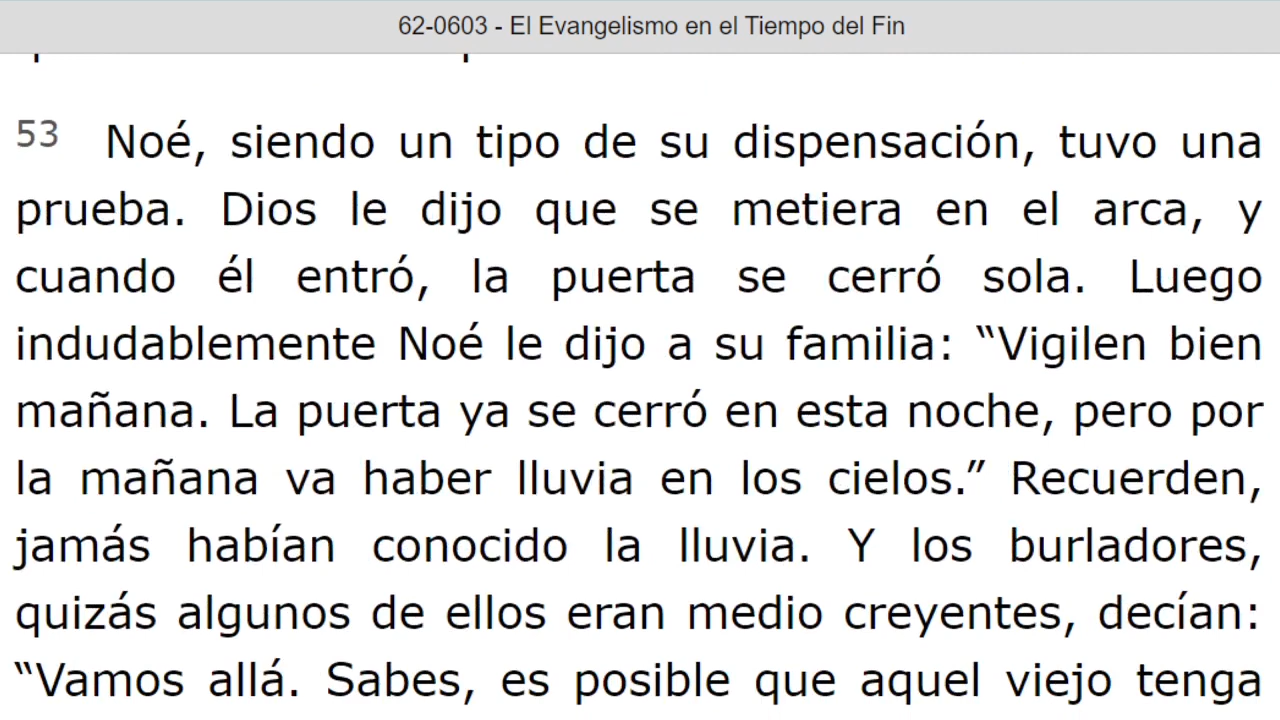 62-0603 - El Evangelismo en el Tiempo del Fin
53 Noé, siendo un tipo de su dispensación, tuvo una
prueba. Dios le dijo que se metiera en el arca, y
cuando él entró, la puerta se cerró sola. Luego
indudablemente Noé le dijo a su familia: “Vigilen bien
mañana. La puerta ya se cerró en esta noche, pero por
la mañana va haber lluvia en los cielos.” Recuerden,
jamás habían conocido la lluvia. Y los burladores,
quizás algunos de ellos eran medio creyentes, decían:
“Vamos allá. Sabes, es posible que aquel viejo tenga